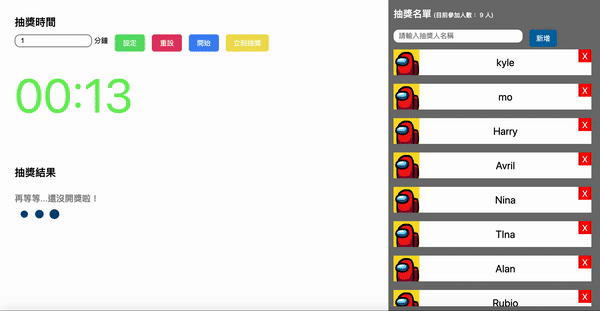 抽獎時間
1 分鐘 設定 重設 開始 立刻抽獎
00:13
抽獎結果
再等等...還沒開獎啦！
抽獎名單 (目前參加人數： 9 人)
請輸入抽獎人名稱 新增
kyle X
mo X
Harry X
Avril X
Nina X
TIna X
Alan X
Rubio X